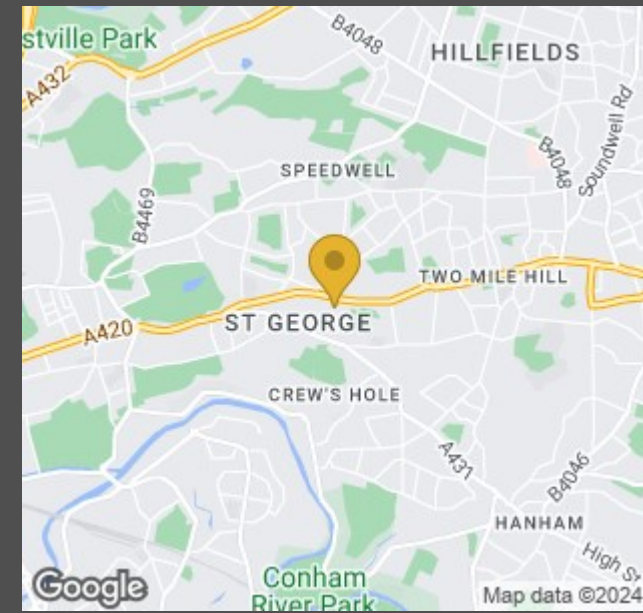 stville Park
B4048
HILLFIELDS
A432
Soundwell Rd
B4048
SPEEDWELL
B4469
TWO MILE HILL
A420
ST GEORGE
CREW'S HOLE
A431
B4046
HANHAM
High St
Conham
River Park
Google
Map data ©2024